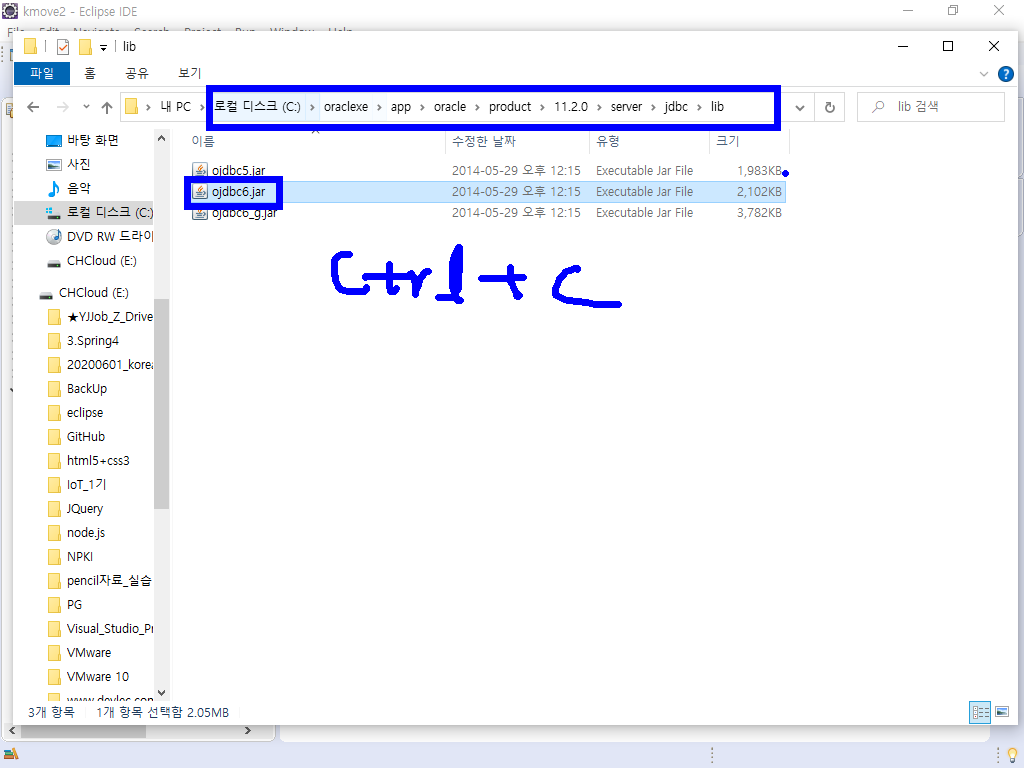 kmove2 - Eclipse IDE
lib
파일 홈 공유 보기
내 PC 로컬 디스크 (C:) oraclexe app oracle product 11.2.0 server jdbc lib
lib 검색
이름 수정한 날짜 유형 크기
ojdbc5.jar 2014-05-29 오후 12:15 Executable Jar File 1,983KB
ojdbc6.jar 2014-05-29 오후 12:15 Executable Jar File 2,102KB
ojdbc6_g.jar 2014-05-29 오후 12:15 Executable Jar File 3,782KB
Ctrl + C
바탕 화면
사진
음악
로컬 디스크 (C:)
DVD RW 드라이
CHCloud (E:)
CHCloud (E:)
★YJJob_Z_Drive
3.Spring4
20200601_korea
BackUp
eclipse
GitHub
html5+css3
IoT_1기
JQuery
node.js
NPKI
pencil자료_실습
PG
Visual_Studio_Pr
VMware
VMware 10
3개 항목 1개 항목 선택함 2.05MB